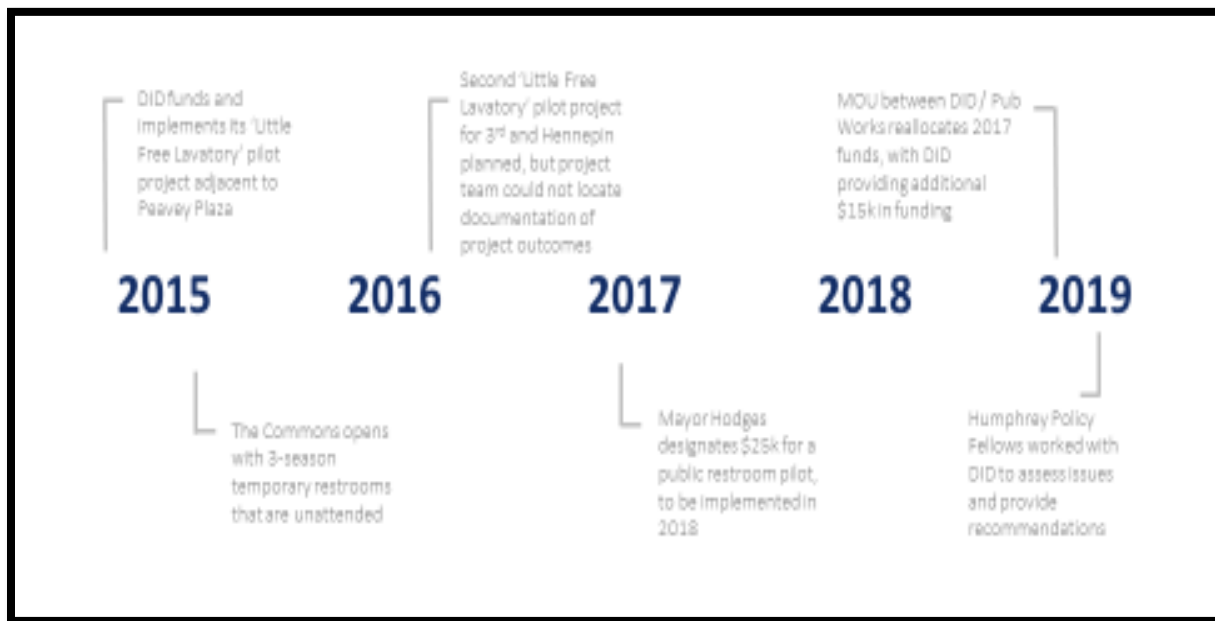 DID funds and
implements its ‘Little
Free Lavatory’ pilot
project adjacent to
Peavey Plaza
Second ‘Little Free
Lavatory’ pilot project
for 3rd and Hennepin
planned, but project
team could not locate
documentation of
project outcomes
MOU between DID / Pub
Works reallocates 2017
funds, with DID
providing additional
$15k in funding
2015
2016
2017
2018
2019
The Commons opens
with 3-season
temporary restrooms
that are unattended
Mayor Hodges
designates $25k for a
public restroom pilot,
to be implemented in
2018
Humphrey Policy
Fellows worked with
DID to assess issues
and provide
recommendations